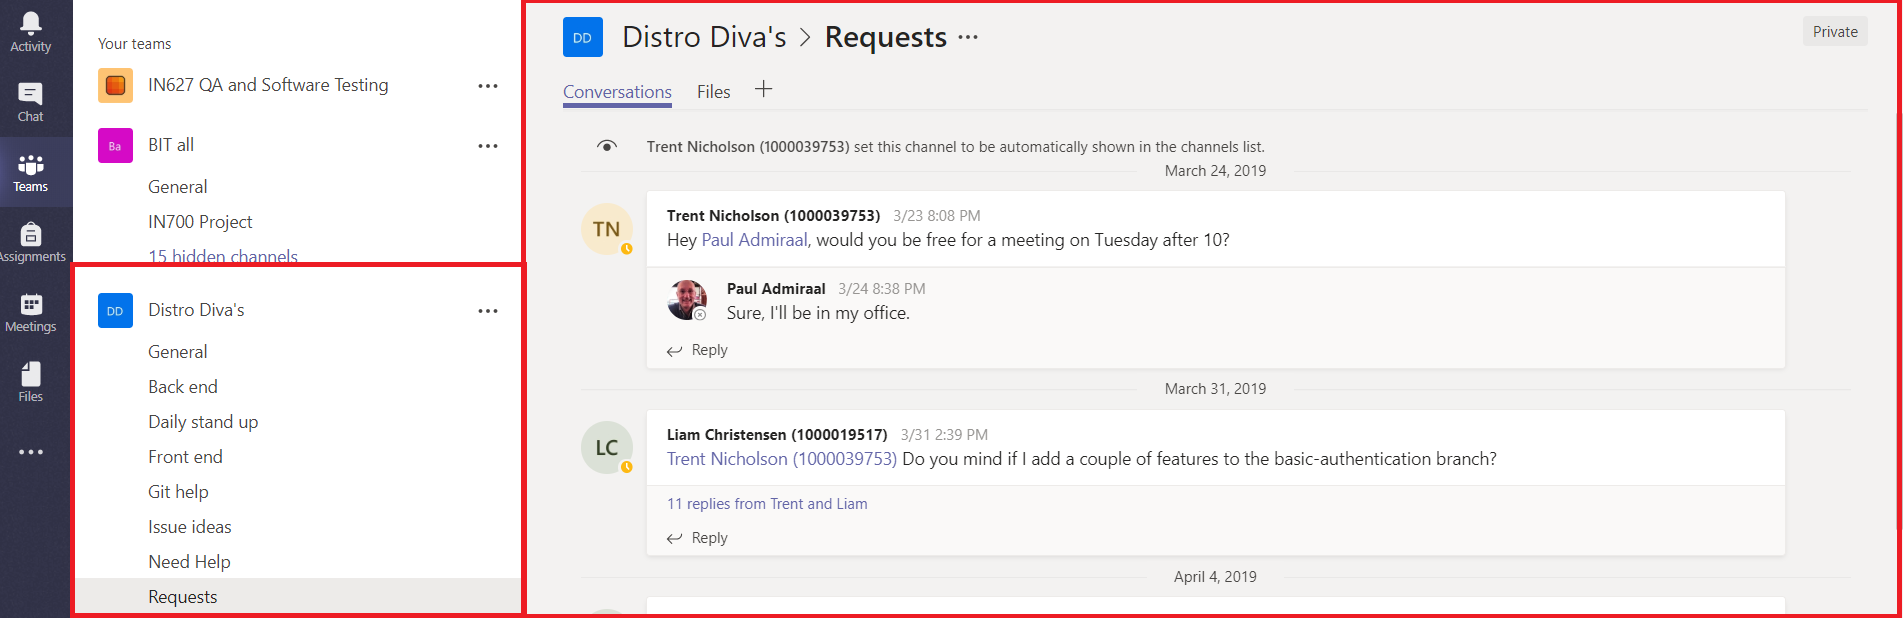 Activity
Chat
Teams
Assignments
Meetings
Files
Your teams
IN627 QA and Software Testing
Ba
BIT all
General
IN700 Project
15 hidden channels
DD
Distro Diva's
General
Back end
Daily stand up
Front end
Git help
Issue ideas
Need Help
Requests
DD
Distro Diva's > Requests ...
Private
Conversations
Files
+
Trent Nicholson (1000039753) set this channel to be automatically shown in the channels list.
March 24, 2019
TN
Trent Nicholson (1000039753) 3/23 8:08 PM
Hey Paul Admiraal, would you be free for a meeting on Tuesday after 10?
Paul Admiraal 3/24 8:38 PM
Sure, I'll be in my office.
Reply
March 31, 2019
LC
Liam Christensen (1000019517) 3/31 2:39 PM
Trent Nicholson (1000039753) Do you mind if I add a couple of features to the basic-authentication branch?
11 replies from Trent and Liam
Reply
April 4, 2019